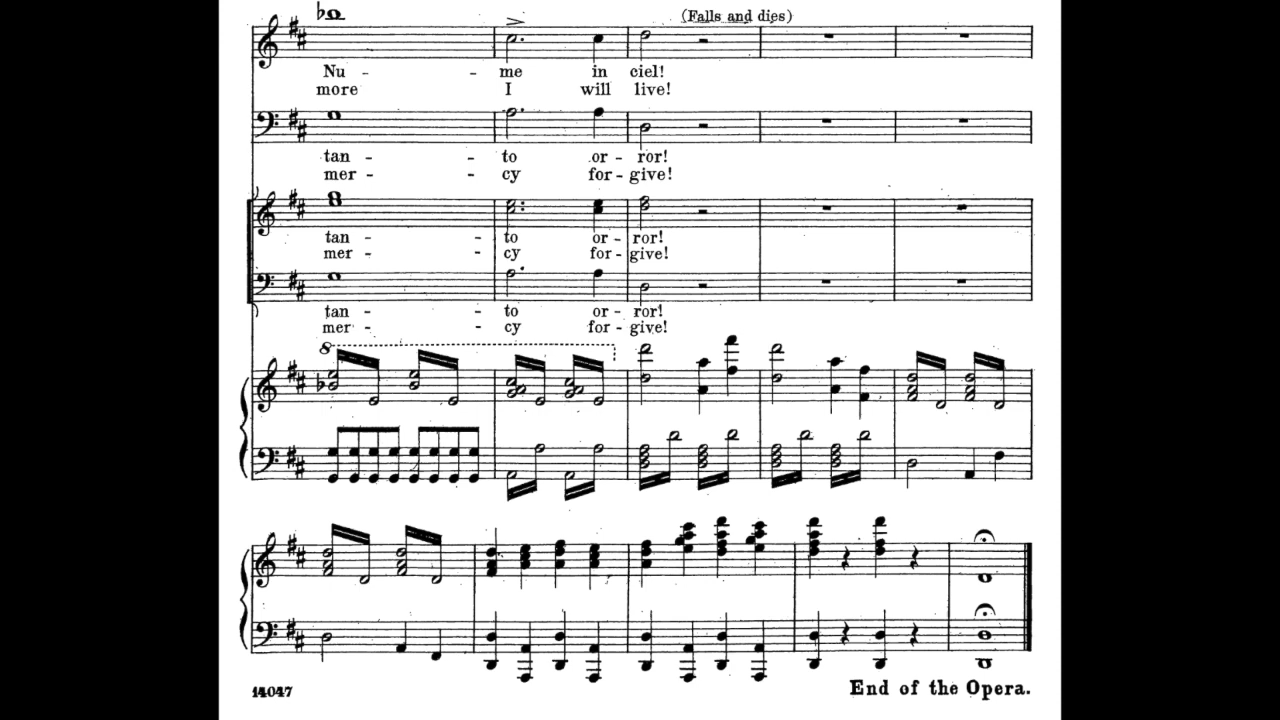 (Falls and dies)
Nu - - me in ciel!
more I will live!
tan - - to or - ror!
mer - - cy for - give!
tan - - to or - ror!
mer - - cy for - give!
tan - - to or - ror!
mer - - cy for - give!
8
14047 End of the Opera.